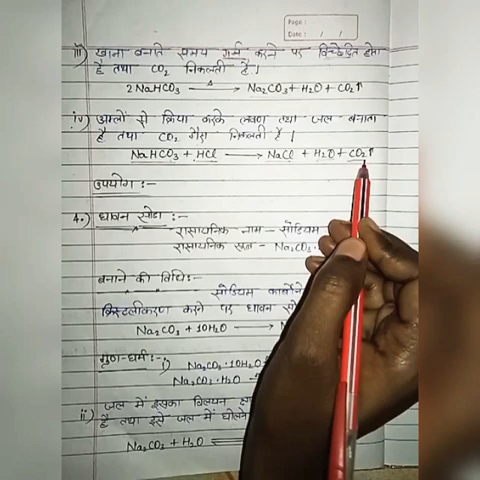 Page :
Date : / /
iii) खाना बनाते समय गर्म करने पर विच्छेदित होता
है तथा CO₂ निकलती है।
2NaHCO₃ —Δ→ Na₂CO₃ + H₂O + CO₂↑
iv) अम्लों से क्रिया करके लवण तथा जल बनाता
है तथा CO₂ गैस निकलती है।
NaHCO₃ + HCl → NaCl + H₂O + CO₂↑
उपयोग :-
4.) धावन सोडा :-
रासायनिक नाम - सोडियम
रासायनिक सूत्र - Na₂CO₃.
बनाने की विधि:-
सोडियम कार्बोने
क्रिस्टलीकरण करने पर धावन सो
Na₂CO₃ + 10H₂O →
गुण-धर्म:- i) Na₂CO₃·10H₂O
Na₂CO₃·H₂O
ii) जल में इसका विलयन क्षा
है तथा इसे जल में घोलने
Na₂CO₃ + H₂O ⇌